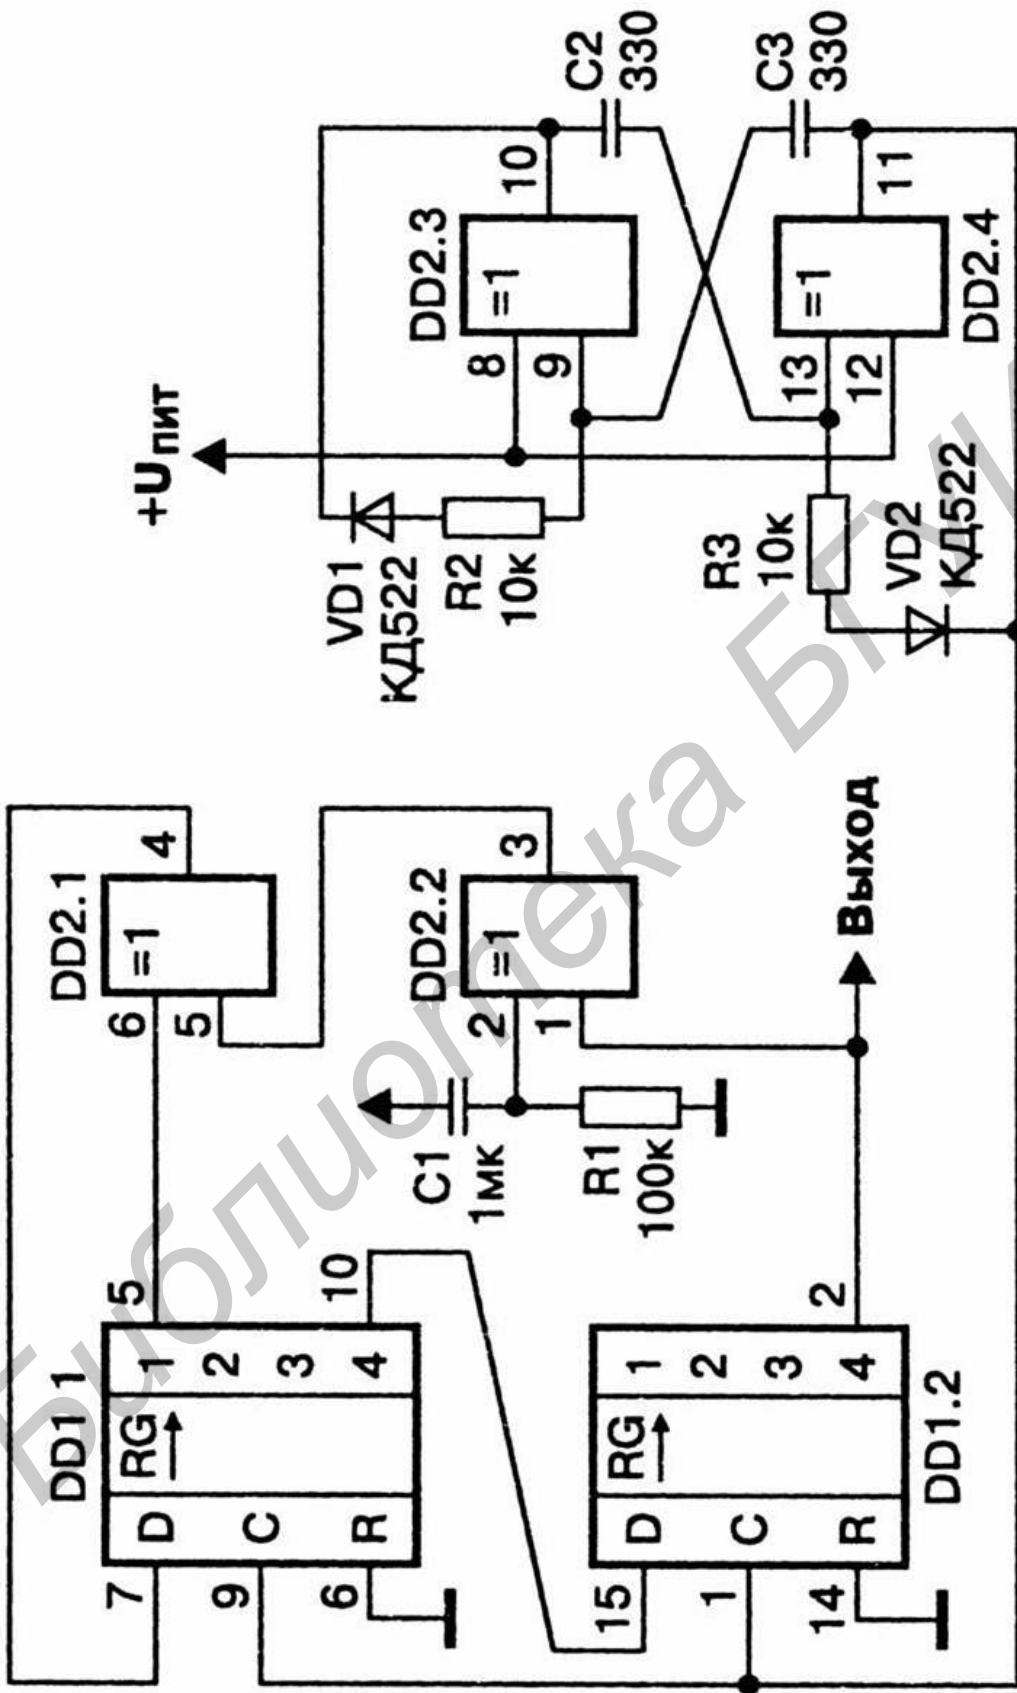 DD1 1
7
D
9
C
6
R
RG
1
2
3
4
5
10
DD2.1
6
5
=1
4
C1
1мк
R1
100к
DD2.2
2
1
=1
3
15
D
1
C
14
R
RG
1
2
3
4
2
DD1.2
Выход
+Uпит
VD1
КД522
R2
10к
DD2.3
8
9
=1
10
C2
330
C3
330
R3
10к
VD2
КД522
13
12
=1
11
DD2.4
Библиотека